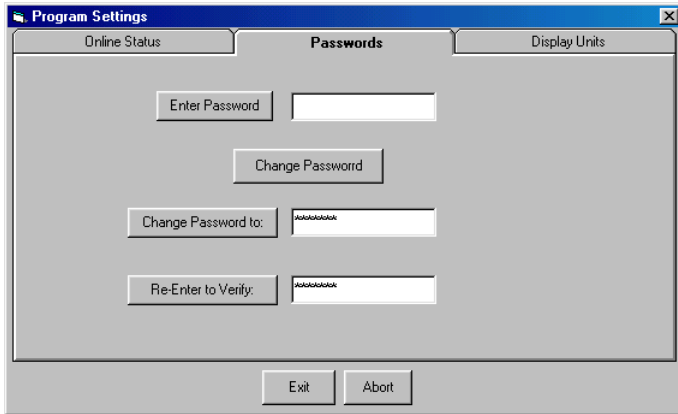 Program Settings
Online Status Passwords Display Units
Enter Password
Change Passworrd
Change Password to: ********
Re-Enter to Verify: ********
Exit Abort